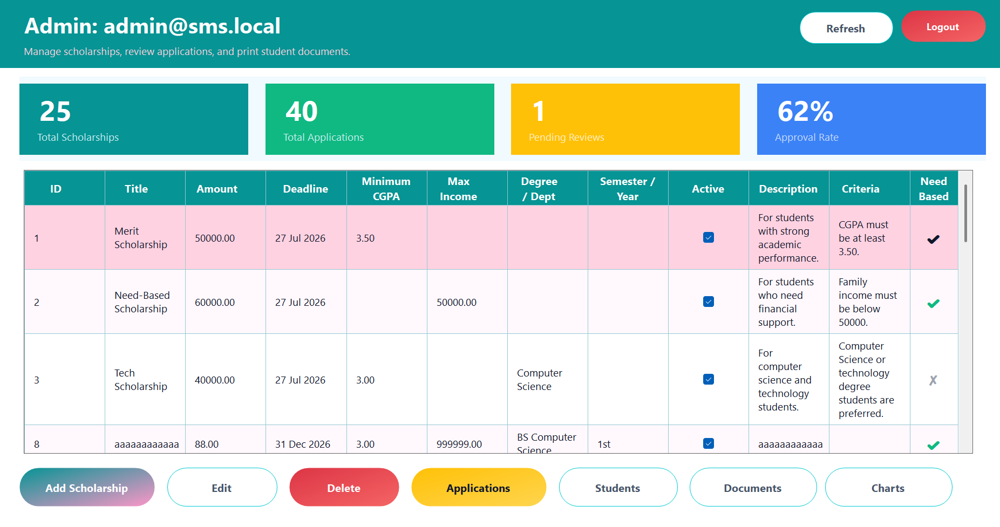 Admin: admin@sms.local
Manage scholarships, review applications, and print student documents.
Refresh
Logout
25
Total Scholarships
40
Total Applications
1
Pending Reviews
62%
Approval Rate
ID
Title
Amount
Deadline
Minimum
CGPA
Max
Income
Degree
/ Dept
Semester /
Year
Active
Description
Criteria
Need
Based
1
Merit
Scholarship
50000.00
27 Jul 2026
3.50
For students
with strong
academic
performance.
CGPA must
be at least
3.50.
✔
2
Need-Based
Scholarship
60000.00
27 Jul 2026
50000.00
For students
who need
financial
support.
Family
income must
be below
50000.
✔
3
Tech
Scholarship
40000.00
27 Jul 2026
3.00
Computer
Science
For
computer
science and
technology
students.
Computer
Science or
technology
degree
students are
preferred.
✘
8
aaaaaaaaaaaa
88.00
31 Dec 2026
3.00
999999.00
BS Computer
Science
1st
aaaaaaaaaaaa
✔
Add Scholarship
Edit
Delete
Applications
Students
Documents
Charts